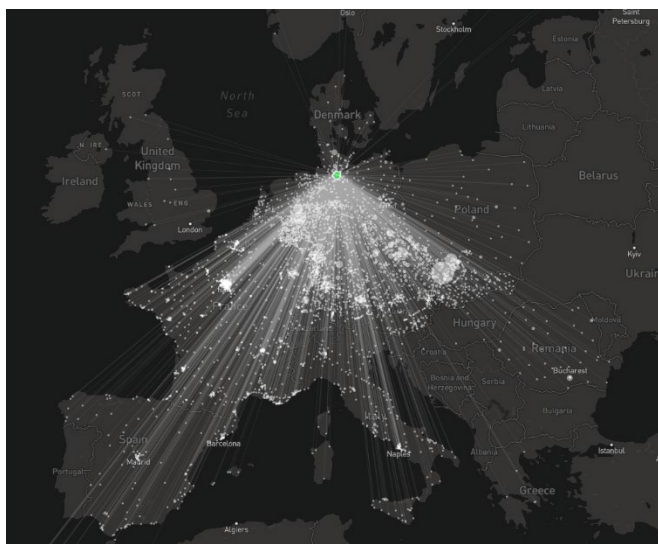 Oslo
Saint
Petersburg
Stockholm
Estonia
SCOT
North
Sea
Denmark
Latvia
Lithuania
N IRE
United
Kingdom
Ireland
Belarus
WALES
ENG
Poland
London
Kyiv
Ukrain
Hungary
Moldova
Romania
Croatia
Bucharest
Bosnia and
Herzegovina
Serbia
Bulgaria
Barcelona
Spain
Madrid
Portugal
Naples
Albania
Istanbul
Greece
Algiers